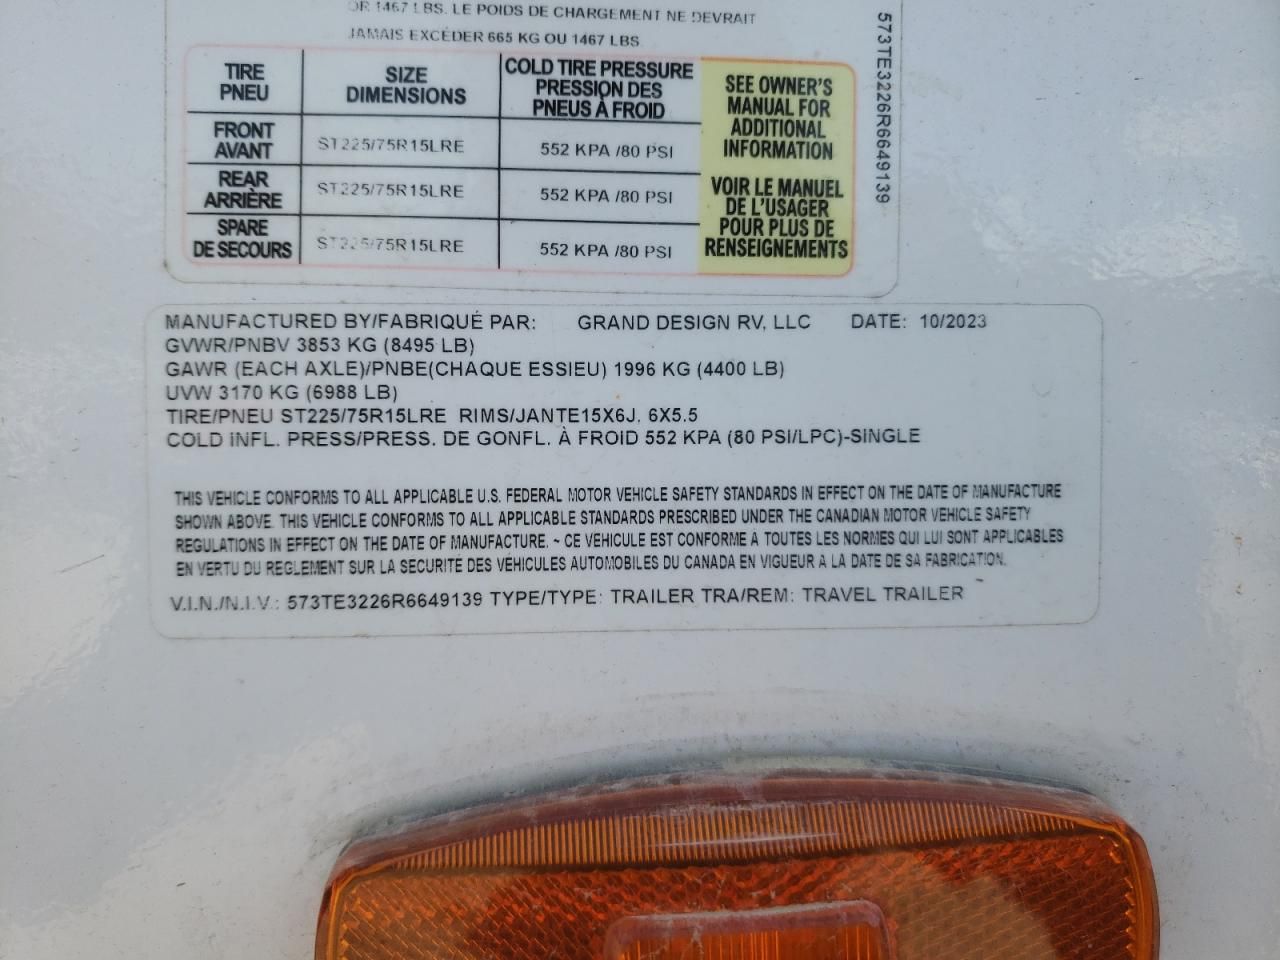 OR 1467 LBS. LE POIDS DE CHARGEMENT NE DEVRAIT
JAMAIS EXCÉDER 665 KG OU 1467 LBS
TIRE
PNEU
SIZE
DIMENSIONS
COLD TIRE PRESSURE
PRESSION DES
PNEUS À FROID
FRONT
AVANT
ST225/75R15LRE
552 KPA /80 PSI
REAR
ARRIÈRE
ST225/75R15LRE
552 KPA /80 PSI
SPARE
DE SECOURS
ST225/75R15LRE
552 KPA /80 PSI
SEE OWNER'S
MANUAL FOR
ADDITIONAL
INFORMATION
VOIR LE MANUEL
DE L'USAGER
POUR PLUS DE
RENSEIGNEMENTS
573TE3226R6649139
MANUFACTURED BY/FABRIQUÉ PAR: GRAND DESIGN RV, LLC DATE: 10/2023
GVWR/PNBV 3853 KG (8495 LB)
GAWR (EACH AXLE)/PNBE(CHAQUE ESSIEU) 1996 KG (4400 LB)
UVW 3170 KG (6988 LB)
TIRE/PNEU ST225/75R15LRE RIMS/JANTE15X6J, 6X5.5
COLD INFL. PRESS/PRESS. DE GONFL. À FROID 552 KPA (80 PSI/LPC)-SINGLE
THIS VEHICLE CONFORMS TO ALL APPLICABLE U.S. FEDERAL MOTOR VEHICLE SAFETY STANDARDS IN EFFECT ON THE DATE OF MANUFACTURE
SHOWN ABOVE. THIS VEHICLE CONFORMS TO ALL APPLICABLE STANDARDS PRESCRIBED UNDER THE CANADIAN MOTOR VEHICLE SAFETY
REGULATIONS IN EFFECT ON THE DATE OF MANUFACTURE. ~ CE VÉHICULE EST CONFORME À TOUTES LES NORMES QUI LUI SONT APPLICABLES
EN VERTU DU REGLEMENT SUR LA SECURITÉ DES VÉHICULES AUTOMOBILES DU CANADA EN VIGUEUR A LA DATE DE SA FABRICATION.
V.I.N./N.I.V.: 573TE3226R6649139 TYPE/TYPE: TRAILER TRA/REM: TRAVEL TRAILER